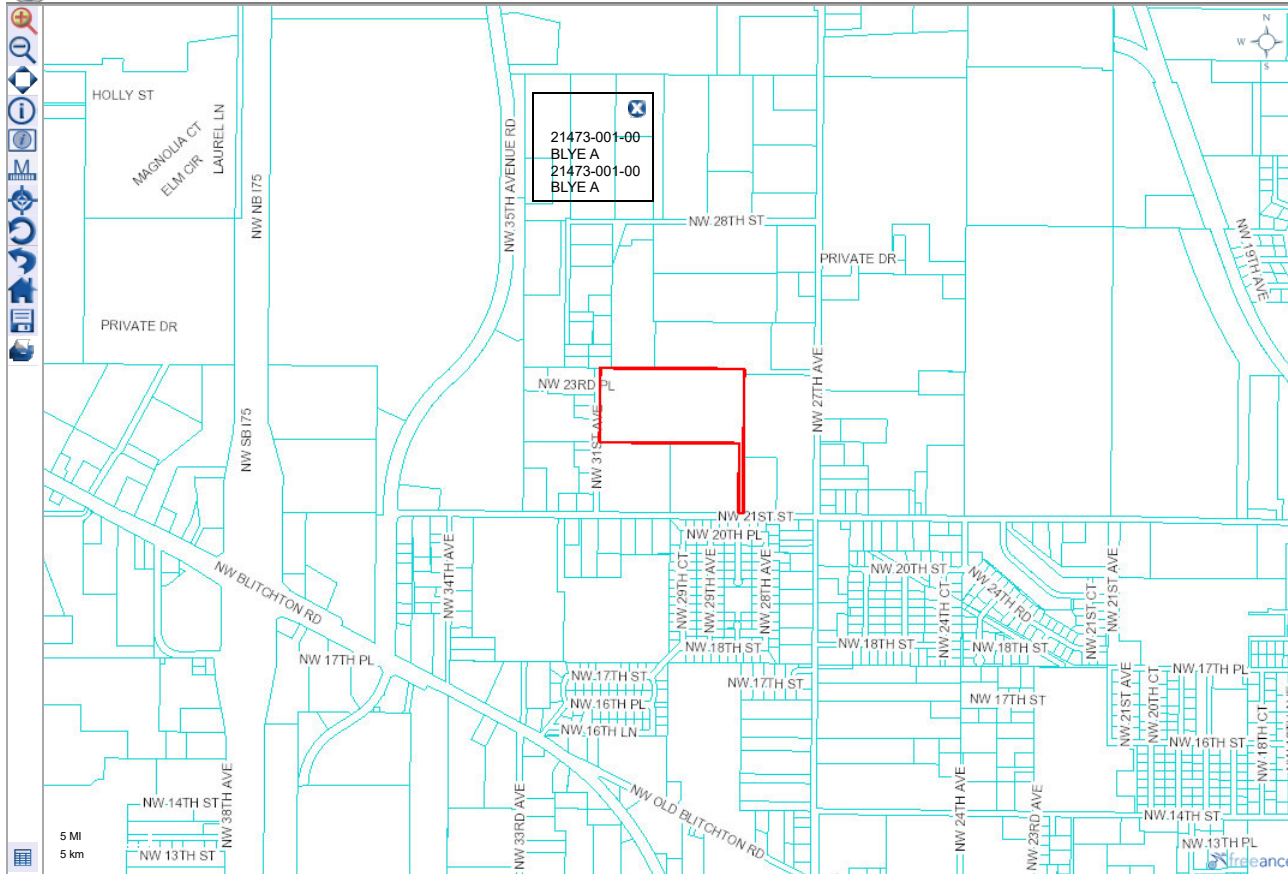 N
W
S
HOLLY ST
MAGNOLIA CT
ELM CIR
LAUREL LN
NW NB I75
NW 35TH AVENUE RD
21473-001-00
BLYE A
21473-001-00
BLYE A
NW 28TH ST
PRIVATE DR
NW 19TH AVE
PRIVATE DR
NW 23RD PL
NW 31ST AVE
NW 27TH AVE
NW SB I75
NW 21ST ST
NW 20TH PL
NW BLITCHTON RD
NW 34TH AVE
NW 29TH CT
NW 29TH AVE
NW 28TH AVE
NW 20TH ST
NW 24TH CT
NW 24TH RD
NW 21ST CT
NW 21ST AVE
NW 18TH ST
NW 18TH ST
NW 18TH ST
NW 17TH PL
NW 17TH ST
NW 17TH ST
NW 17TH PL
NW 16TH PL
NW 17TH ST
NW 21ST AVE
NW 20TH CT
NW 18TH CT
NW 16TH LN
NW 16TH ST
NW 38TH AVE
NW 14TH ST
NW 33RD AVE
NW OLD BLITCHTON RD
NW 24TH AVE
NW 23RD AVE
NW 14TH ST
5 MI
5 km
NW 13TH ST
NW 13TH PL
freeance
M